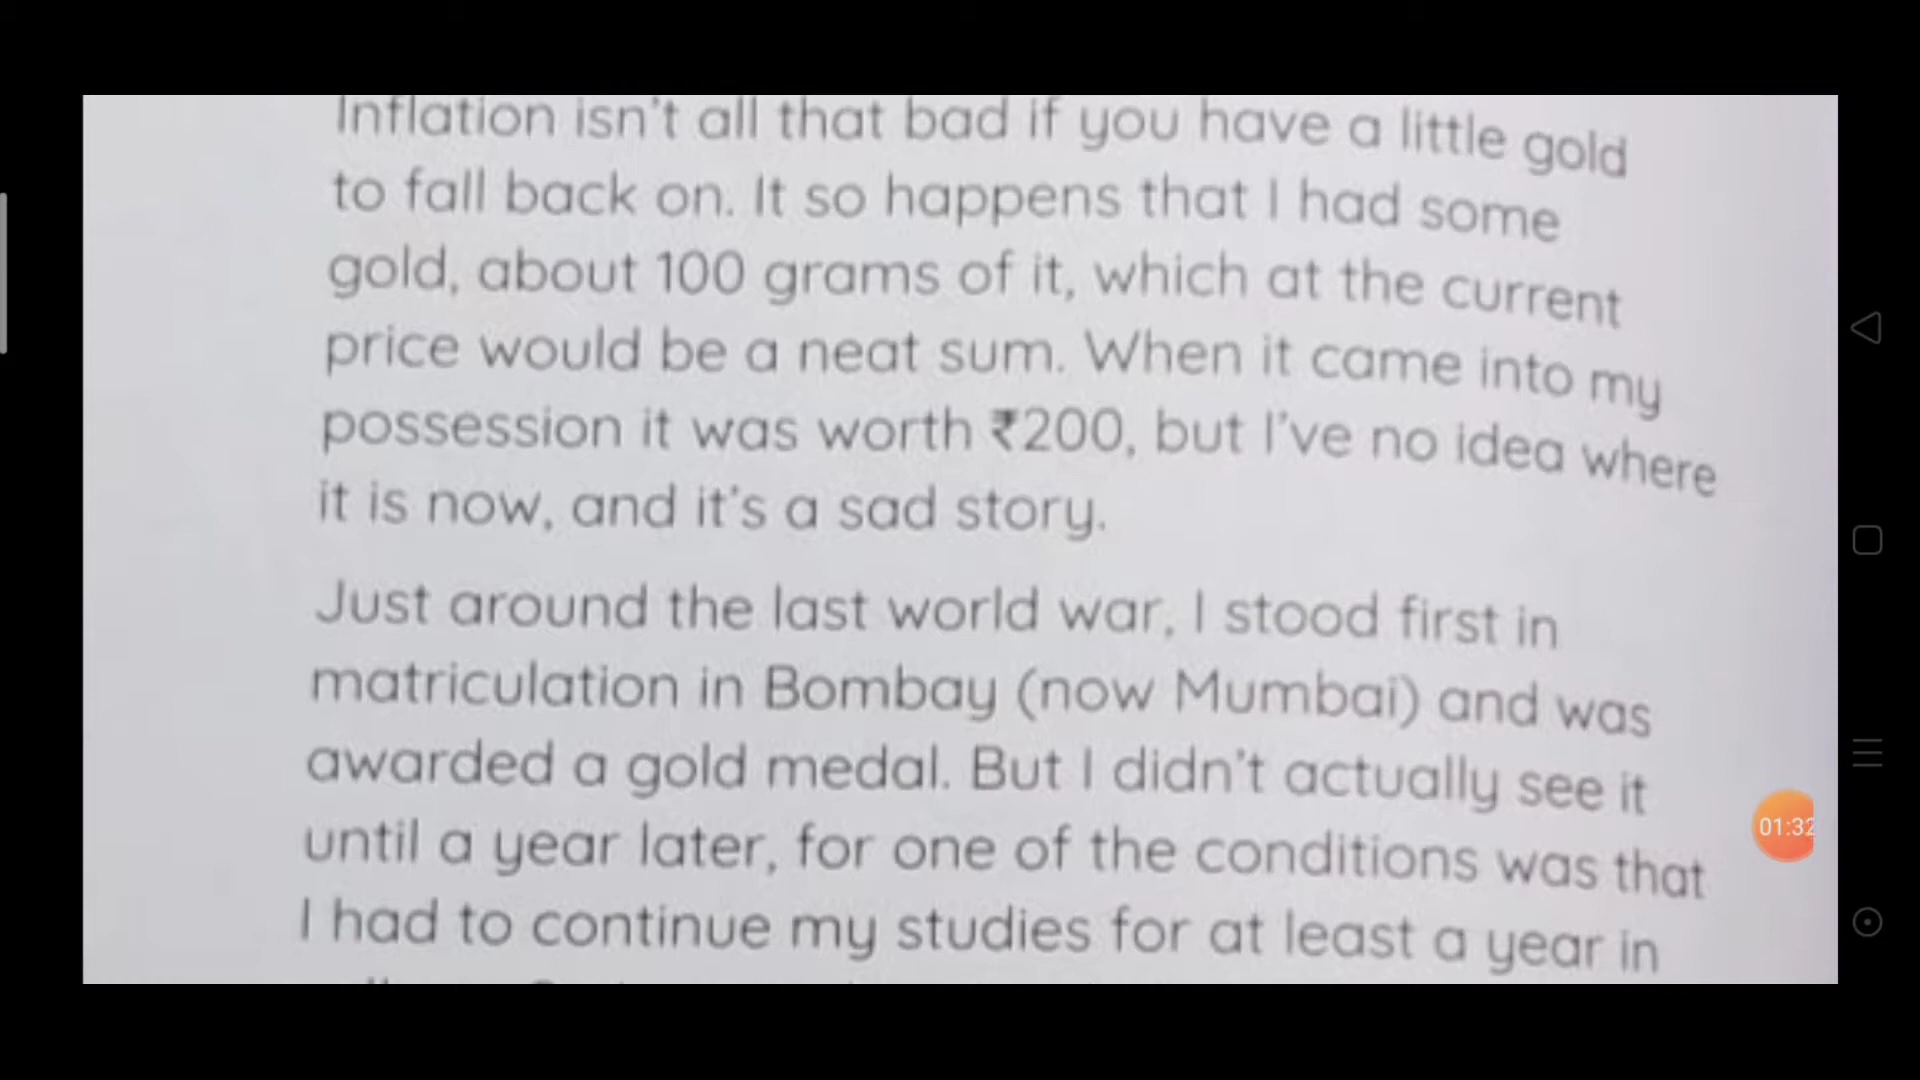 Inflation isn't all that bad if you have a little gold
to fall back on. It so happens that I had some
gold, about 100 grams of it, which at the current
price would be a neat sum. When it came into my
possession it was worth ₹200, but I've no idea where
it is now, and it's a sad story.
Just around the last world war, I stood first in
matriculation in Bombay (now Mumbai) and was
awarded a gold medal. But I didn't actually see it
until a year later, for one of the conditions was that
I had to continue my studies for at least a year in
01:32